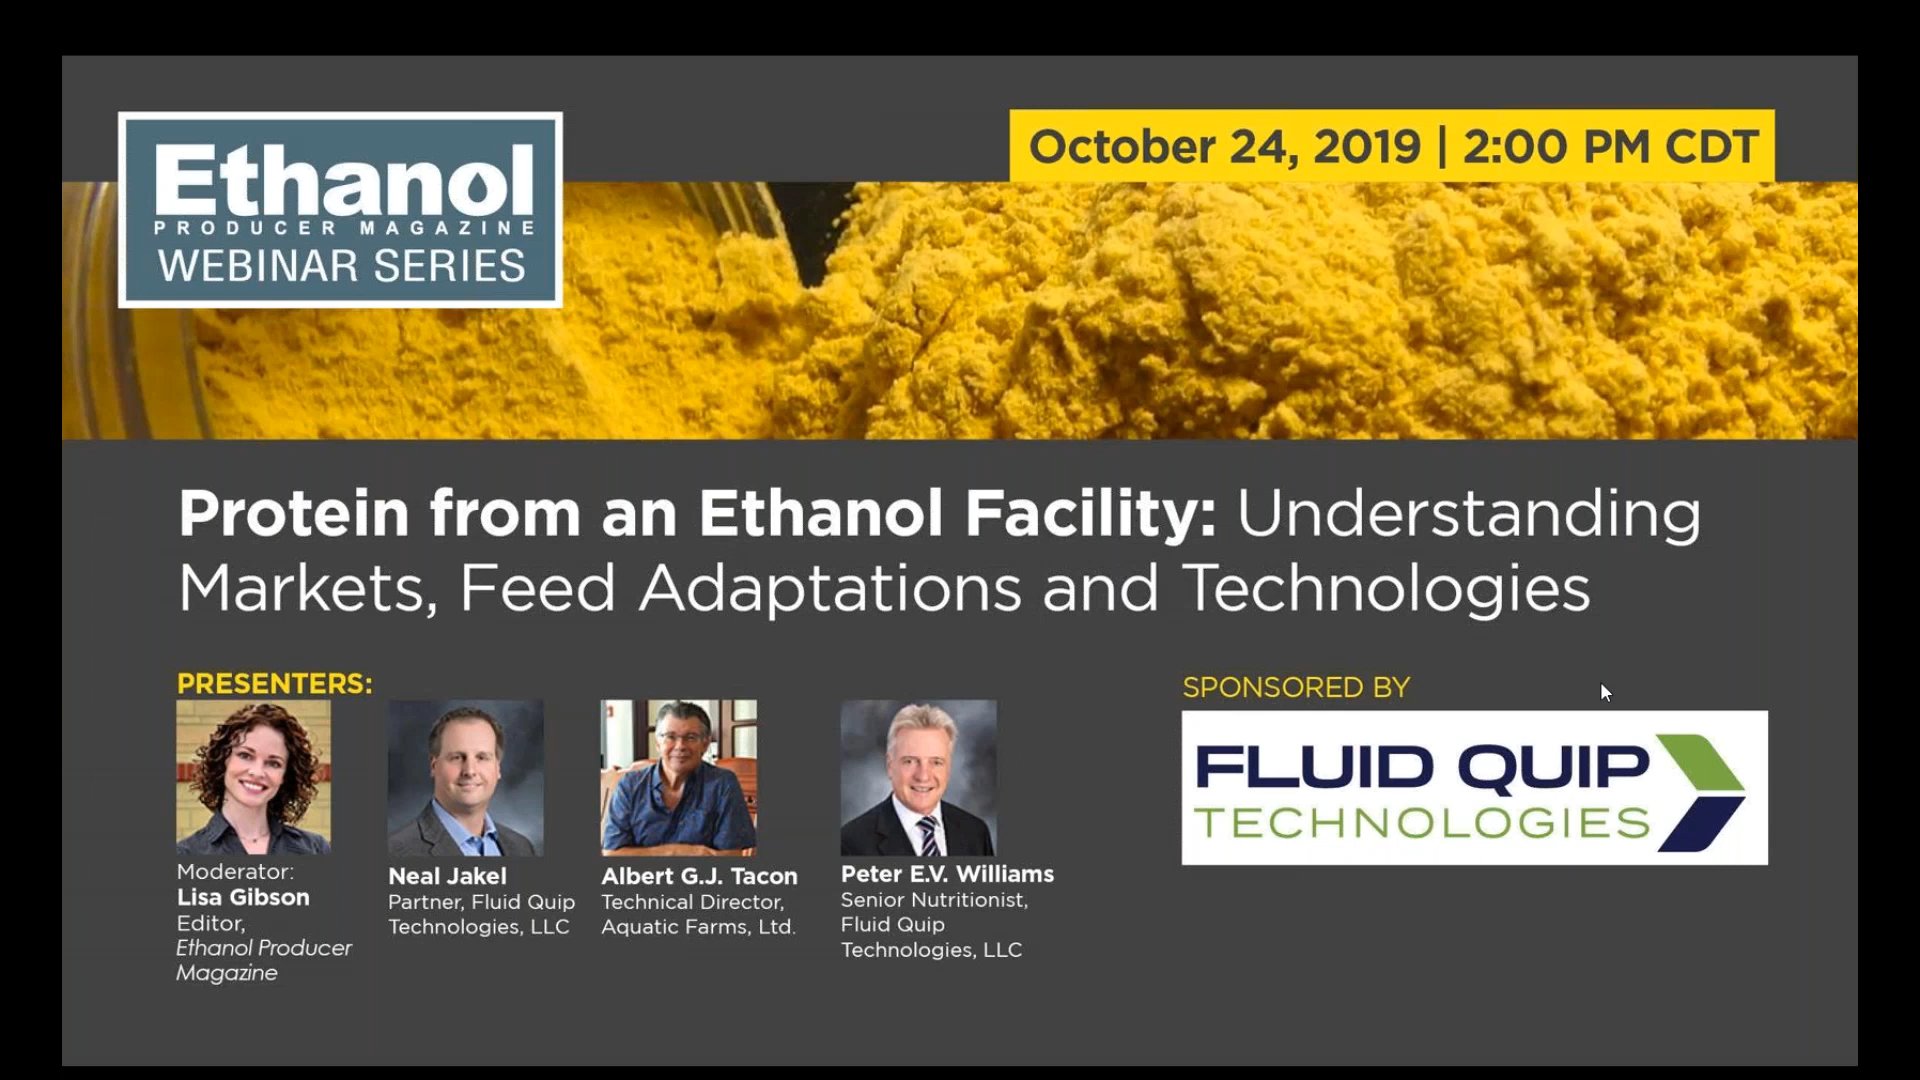 Ethanol
PRODUCER MAGAZINE
WEBINAR SERIES
October 24, 2019 | 2:00 PM CDT
Protein from an Ethanol Facility: Understanding
Markets, Feed Adaptations and Technologies
PRESENTERS:
Moderator:
Lisa Gibson
Editor,
Ethanol Producer
Magazine
Neal Jakel
Partner, Fluid Quip
Technologies, LLC
Albert G.J. Tacon
Technical Director,
Aquatic Farms, Ltd.
Peter E.V. Williams
Senior Nutritionist,
Fluid Quip
Technologies, LLC
SPONSORED BY
FLUID QUIP
TECHNOLOGIES